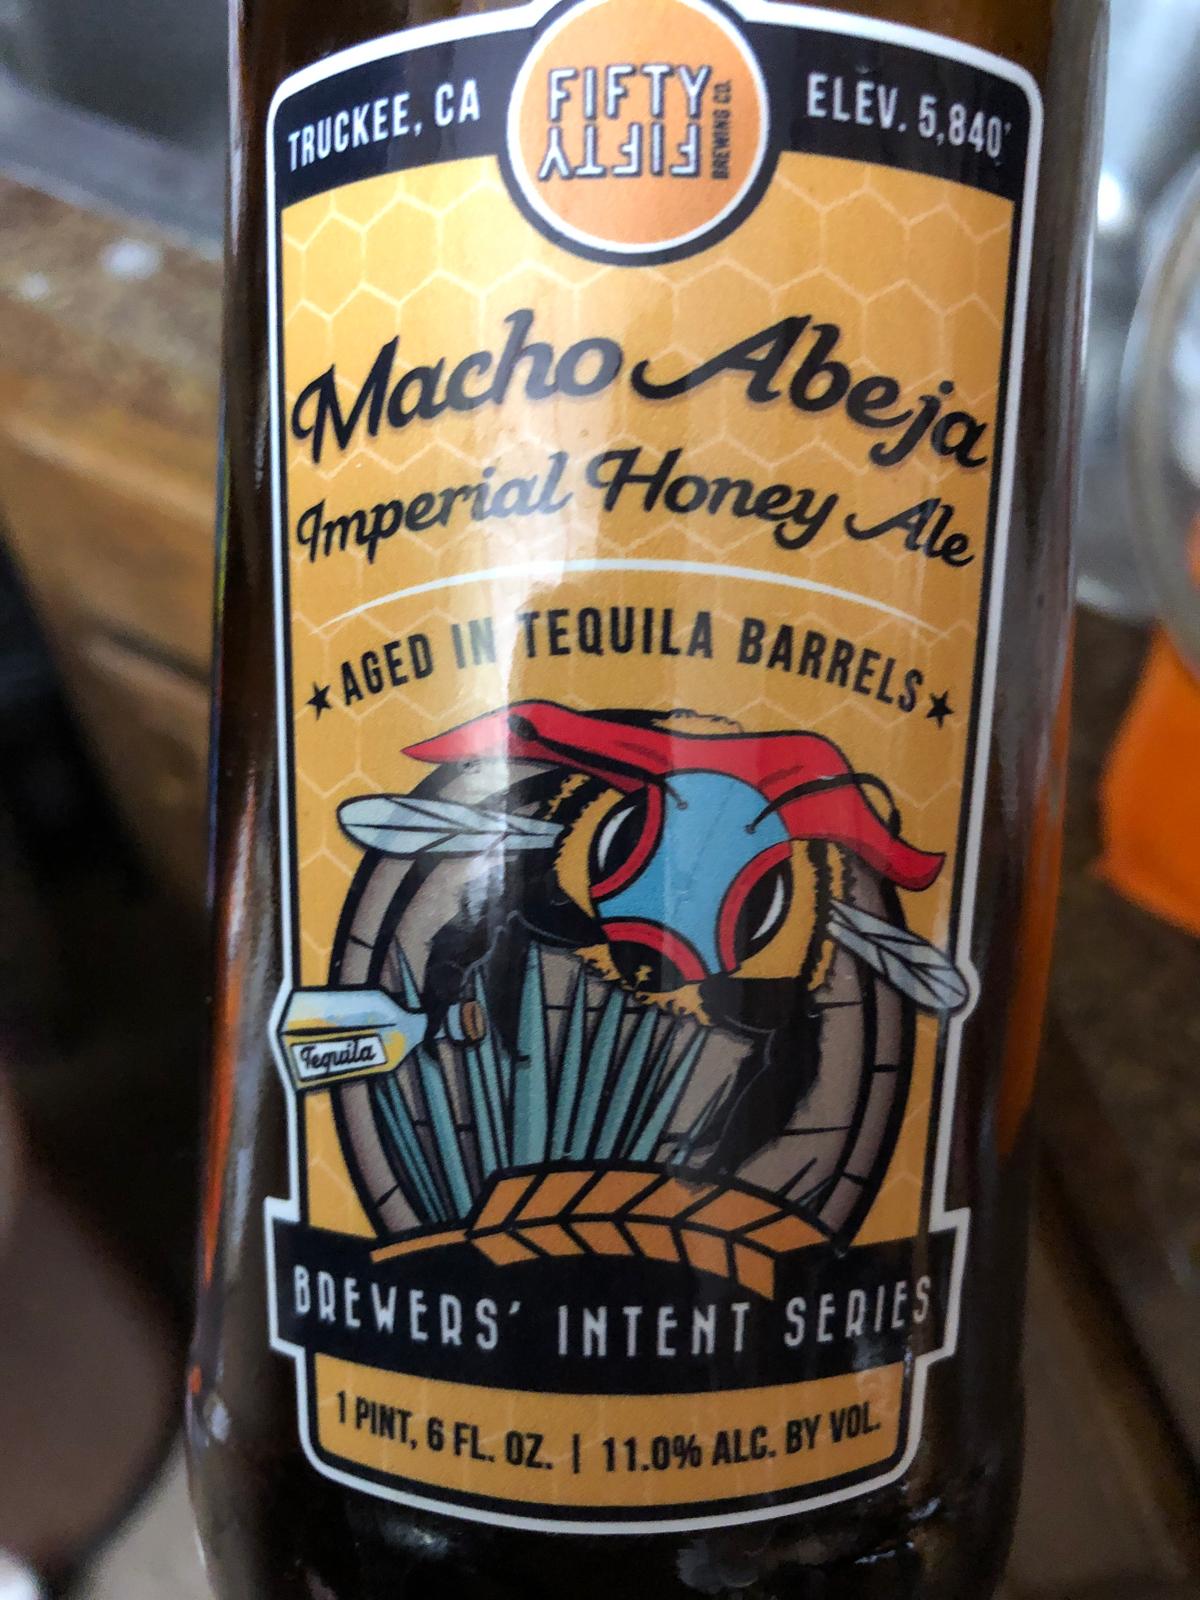 TRUCKEE, CA
FIFTY
FIFTY
BREWING CO.
ELEV. 5,840'
Macho Abeja
Imperial Honey Ale
★AGED IN TEQUILA BARRELS★
Tequila
BREWERS' INTENT SERIES
1 PINT, 6 FL. OZ. | 11.0% ALC. BY VOL.